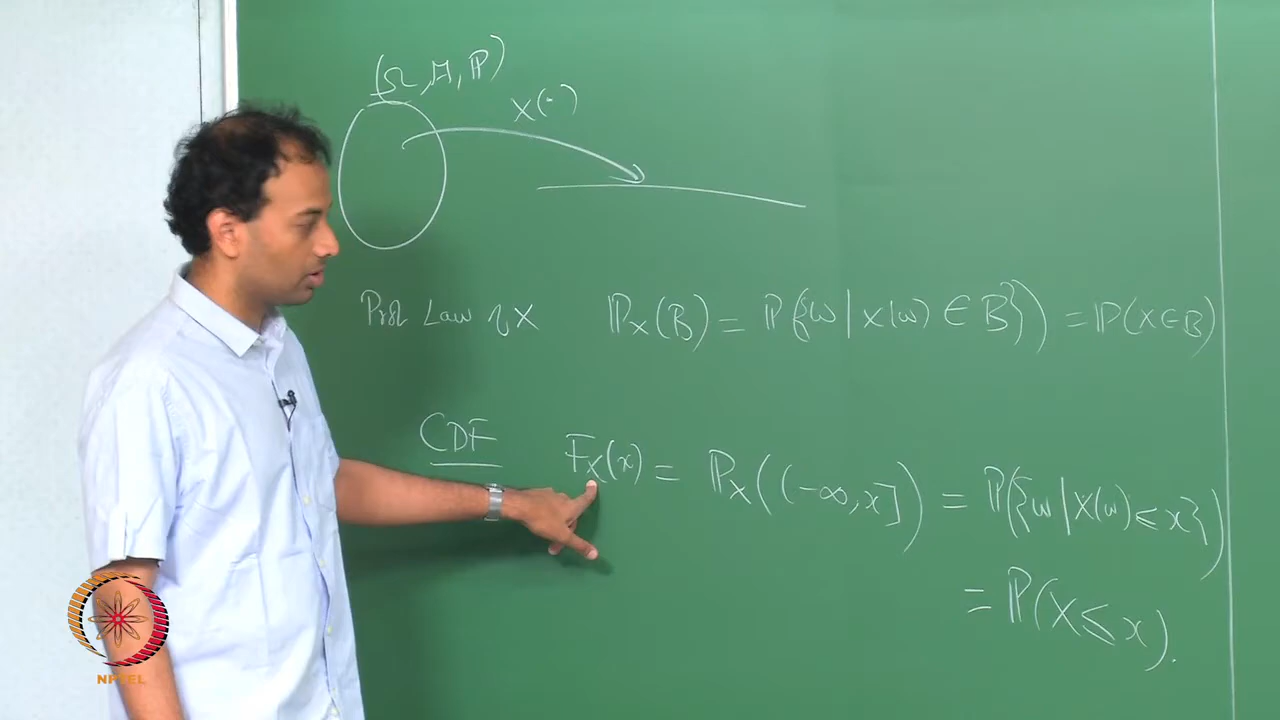 (Ω, ℱ, ℙ)
X(·)
Prob Law of X ℙ_X(B) = ℙ({ω | X(ω) ∈ B}) = ℙ(X ∈ B)
CDF F_X(x) = ℙ_X((-∞, x]) = ℙ({ω | X(ω) ≤ x})
= ℙ(X ≤ x).
NPTEL